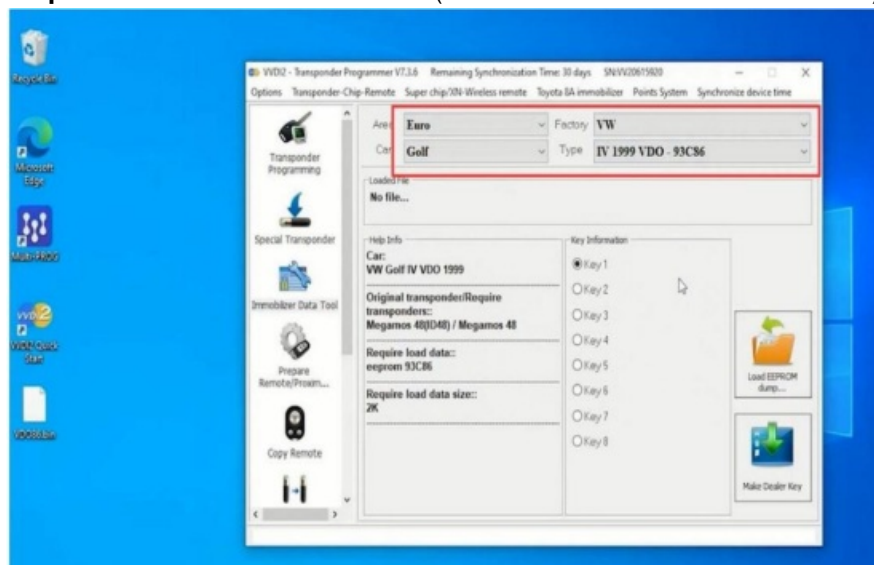 Recycle Bin
Microsoft
Edge
Multi-PROG
VVDI2 Quick
Start
VDO86.bin
VVDI2 - Transponder Programmer V7.3.6 Remaining Synchronization Time: 30 days SN:VV20615920
Options Transponder-Chip-Remote Super chip/XN-Wireless remote Toyota 8A immobilizer Points System Synchronize device time
Transponder
Programming
Special Transponder
Immobilizer Data Tool
Prepare
Remote/Proxim...
Copy Remote
Area Euro Factory VW
Car Golf Type IV 1999 VDO - 93C86
Loaded File
No file...
Help Info
Car:
VW Golf IV VDO 1999
Original transponder/Require
transponders::
Megamos 48(ID48) / Megamos 48
Require load data::
eeprom 93C86
Require load data size::
2K
Key Information
Key 1
Key 2
Key 3
Key 4
Key 5
Key 6
Key 7
Key 8
Load EEPROM
dump...
Make Dealer Key